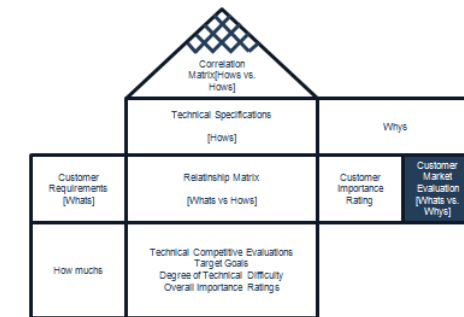 Correlation
Matrix[Hows vs.
Hows]
Technical Specifications
[Hows]
Whys
Customer
Requirements
[Whats]
Relatinship Matrix
[Whats vs Hows]
Customer
Importance
Rating
Customer
Market
Evaluation
[Whats vs.
Whys]
How muchs
Technical Competitive Evaluations
Target Goals
Degree of Technical Difficulty
Overall Importance Ratings